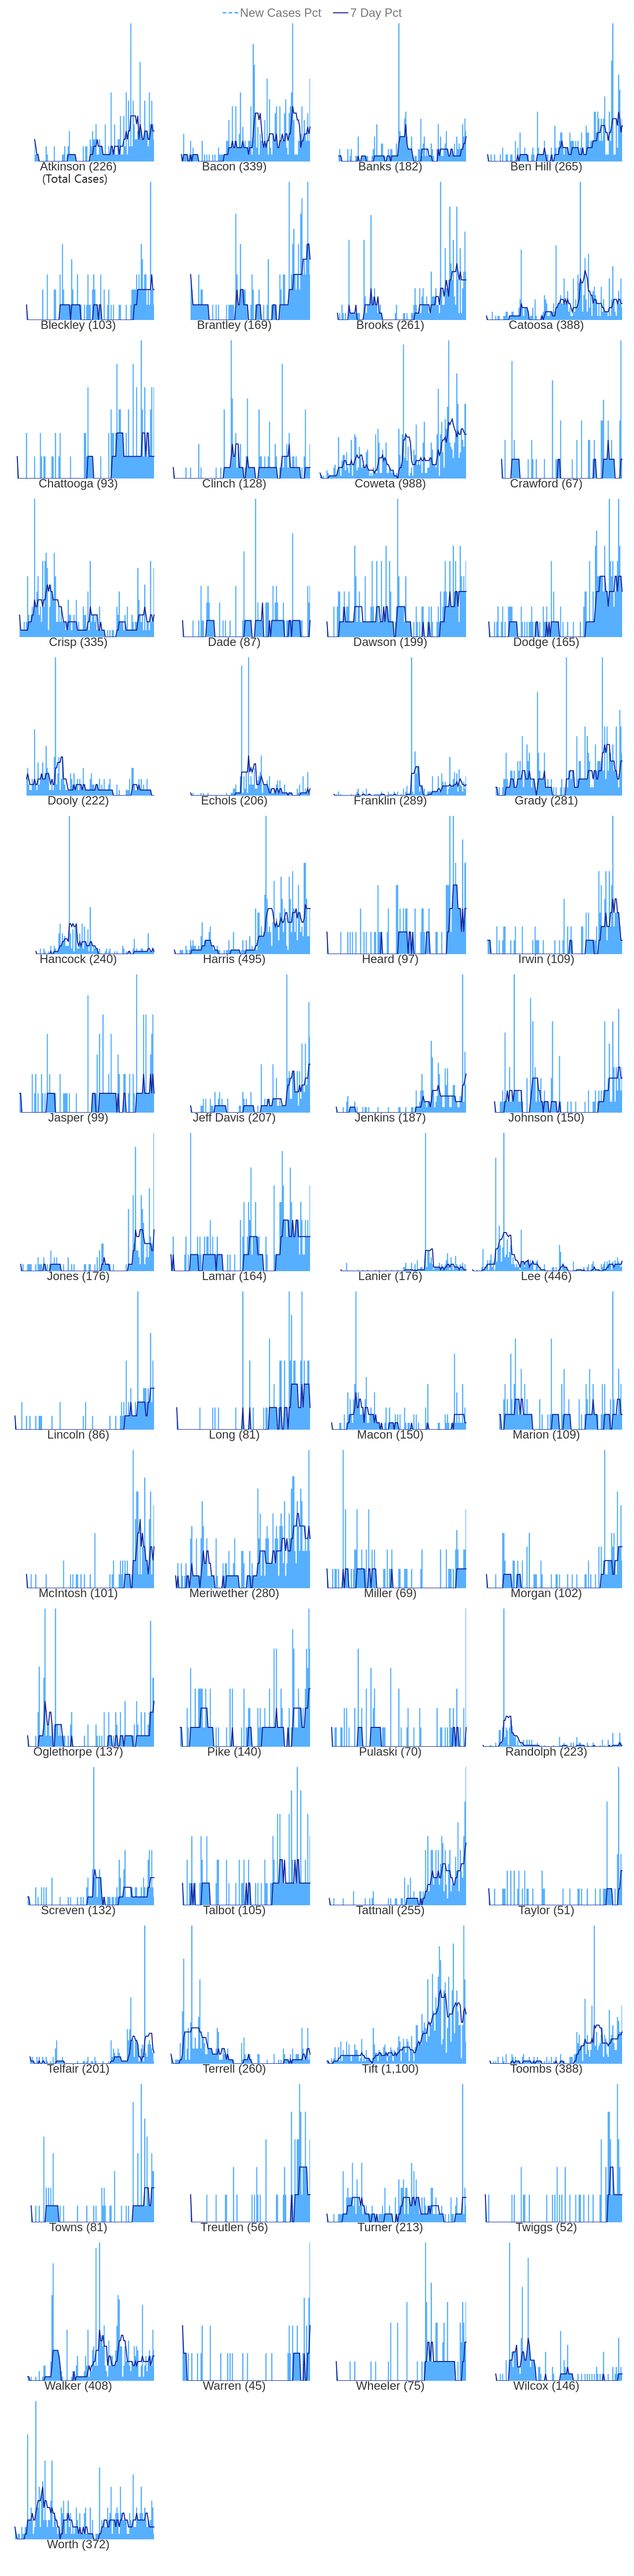 New Cases Pct 7 Day Pct
Atkinson (226) Bacon (339) Banks (182) Ben Hill (265)
(Total Cases)
Bleckley (103) Brantley (169) Brooks (261) Catoosa (388)
Chattooga (93) Clinch (128) Coweta (988) Crawford (67)
Crisp (335) Dade (87) Dawson (199) Dodge (165)
Dooly (222) Echols (206) Franklin (289) Grady (281)
Hancock (240) Harris (495) Heard (97) Irwin (109)
Jasper (99) Jeff Davis (207) Jenkins (187) Johnson (150)
Jones (176) Lamar (164) Lanier (176) Lee (446)
Lincoln (86) Long (81) Macon (150) Marion (109)
McIntosh (101) Meriwether (280) Miller (69) Morgan (102)
Oglethorpe (137) Pike (140) Pulaski (70) Randolph (223)
Screven (132) Talbot (105) Tattnall (255) Taylor (51)
Telfair (201) Terrell (260) Tift (1,100) Toombs (388)
Towns (81) Treutlen (56) Turner (213) Twiggs (52)
Walker (408) Warren (45) Wheeler (75) Wilcox (146)
Worth (372)